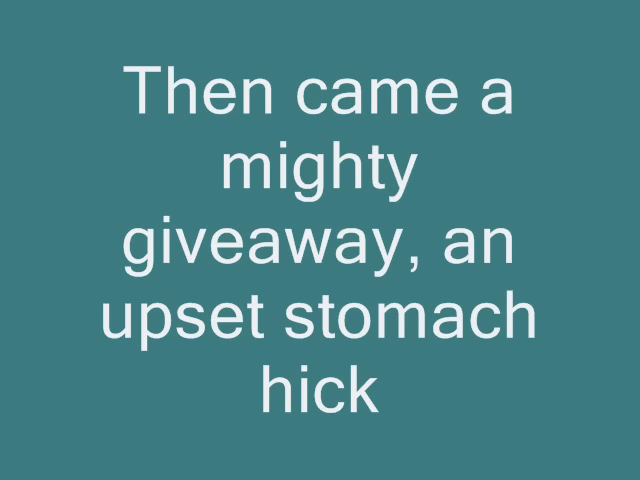 Then came a
mighty
giveaway, an
upset stomach
hick